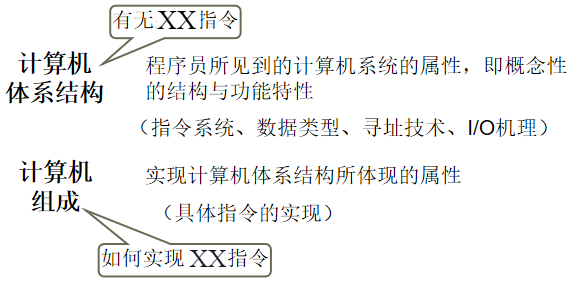 有无XX指令
计算机
体系结构
程序员所见到的计算机系统的属性，即概念性
的结构与功能特性
（指令系统、数据类型、寻址技术、I/O机理）
计算机
组成
实现计算机体系结构所体现的属性
（具体指令的实现）
如何实现XX指令